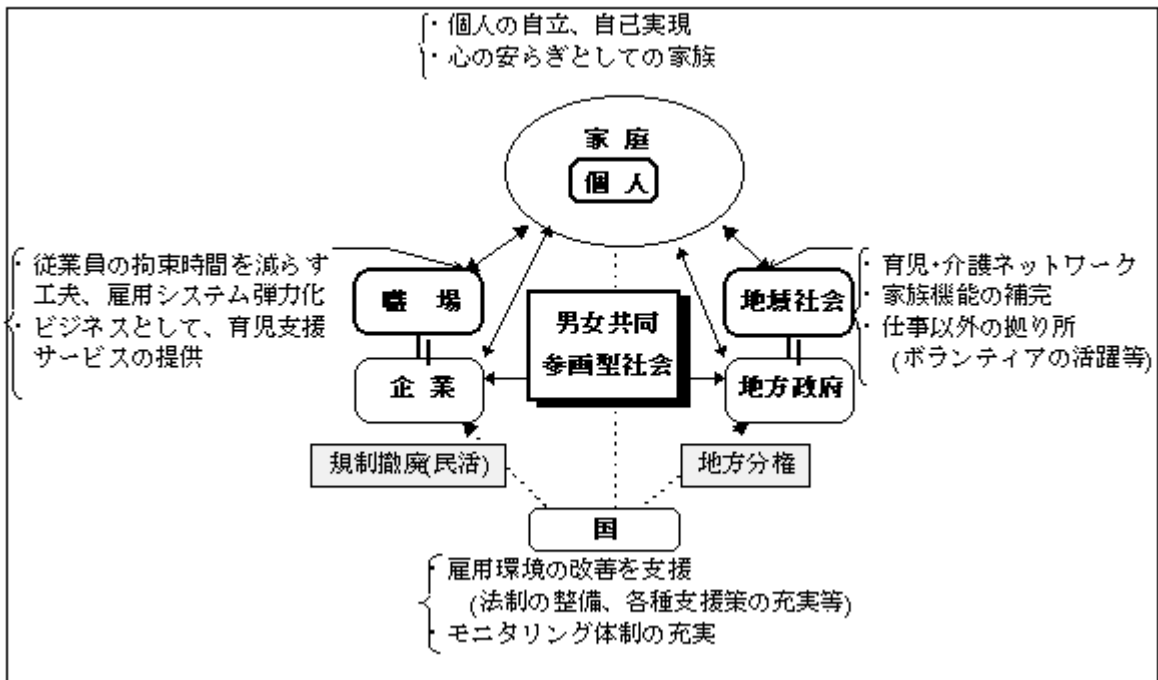 ・個人の自立、自己実現
・心の安らぎとしての家族
家庭
個人
・従業員の拘束時間を減らす
工夫、雇用システム弾力化
・ビジネスとして、育児支援
サービスの提供
職場
企業
男女共同
参画型社会
地域社会
地方政府
・育児・介護ネットワーク
・家族機能の補完
・仕事以外の拠り所
(ボランティアの活躍等)
規制撤廃(民活)
地方分権
国
・雇用環境の改善を支援
(法制の整備、各種支援策の充実等)
・モニタリング体制の充実